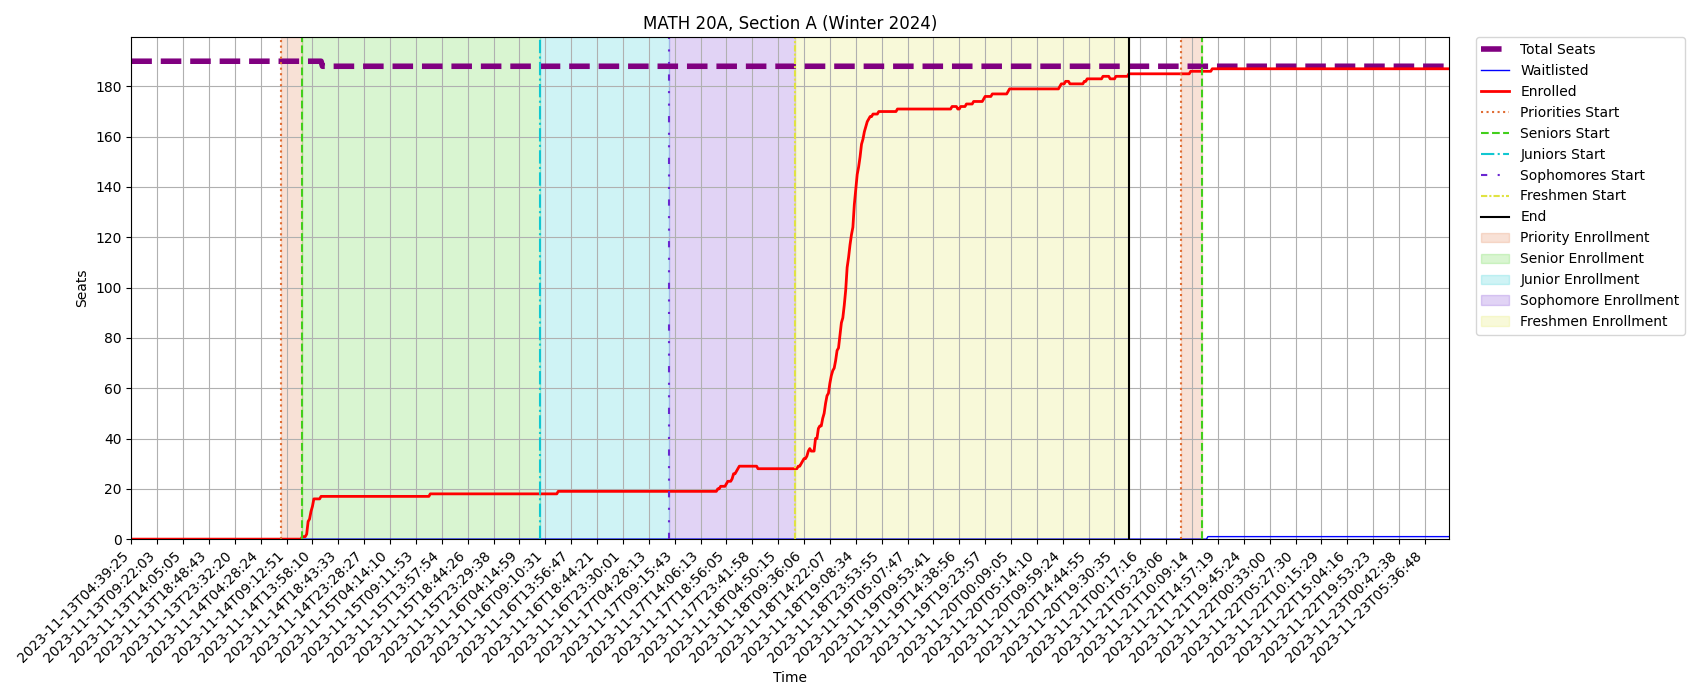 MATH 20A, Section A (Winter 2024)
Seats
180
160
140
120
100
80
60
40
20
0
2023-11-13T04:39:25
2023-11-13T09:22:03
2023-11-13T14:05:05
2023-11-13T18:48:43
2023-11-13T23:32:20
2023-11-14T04:28:24
2023-11-14T09:12:51
2023-11-14T13:58:10
2023-11-14T18:43:33
2023-11-14T23:28:27
2023-11-15T04:14:10
2023-11-15T09:11:53
2023-11-15T13:57:54
2023-11-15T18:44:26
2023-11-15T23:29:38
2023-11-16T04:14:59
2023-11-16T09:10:31
2023-11-16T13:56:47
2023-11-16T18:44:21
2023-11-16T23:30:01
2023-11-17T04:28:13
2023-11-17T09:15:43
2023-11-17T14:06:13
2023-11-17T18:56:05
2023-11-17T23:41:58
2023-11-18T04:50:15
2023-11-18T09:36:06
2023-11-18T14:22:07
2023-11-18T19:08:34
2023-11-18T23:53:55
2023-11-19T05:07:47
2023-11-19T09:53:41
2023-11-19T14:38:56
2023-11-19T19:23:57
2023-11-20T00:09:05
2023-11-20T05:14:10
2023-11-20T09:59:24
2023-11-20T14:44:55
2023-11-20T19:30:35
2023-11-21T00:17:16
2023-11-21T05:23:06
2023-11-21T10:09:14
2023-11-21T14:57:19
2023-11-21T19:45:24
2023-11-22T00:33:00
2023-11-22T05:27:30
2023-11-22T10:15:29
2023-11-22T15:04:16
2023-11-22T19:53:23
2023-11-23T00:42:38
2023-11-23T05:36:48
Time
Total Seats
Waitlisted
Enrolled
Priorities Start
Seniors Start
Juniors Start
Sophomores Start
Freshmen Start
End
Priority Enrollment
Senior Enrollment
Junior Enrollment
Sophomore Enrollment
Freshmen Enrollment